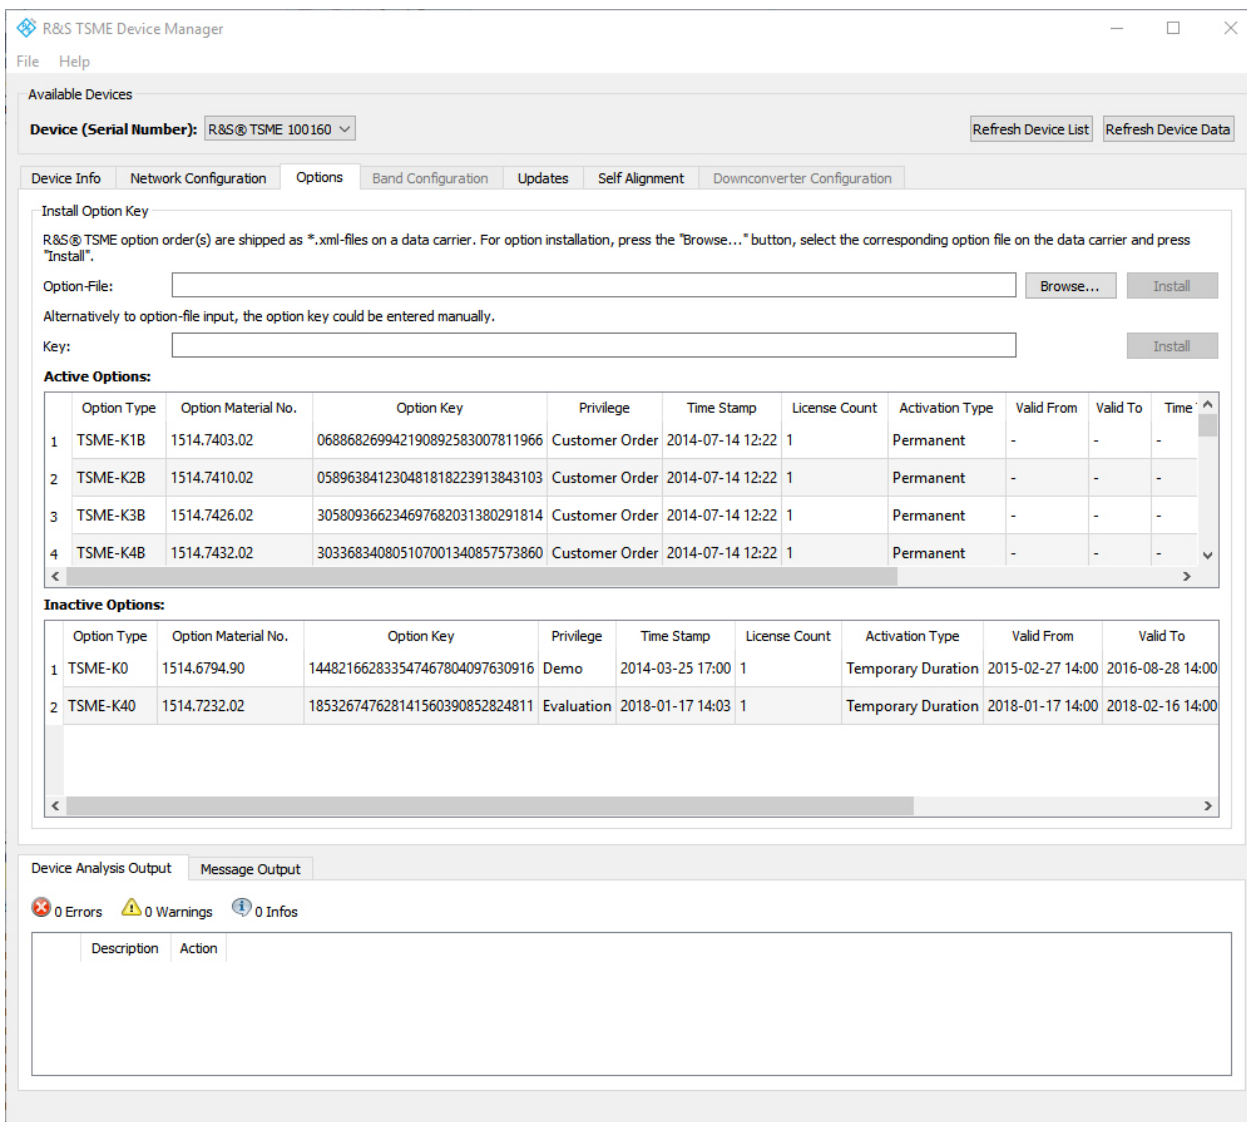 R&S TSME Device Manager
File Help
Available Devices
Device (Serial Number): R&S® TSME 100160 Refresh Device List Refresh Device Data
Device Info Network Configuration Options Band Configuration Updates Self Alignment Downconverter Configuration
Install Option Key
R&S® TSME option order(s) are shipped as *.xml-files on a data carrier. For option installation, press the "Browse..." button, select the corresponding option file on the data carrier and press
"Install".
Option-File: Browse... Install
Alternatively to option-file input, the option key could be entered manually.
Key: Install
Active Options:
Option Type Option Material No. Option Key Privilege Time Stamp License Count Activation Type Valid From Valid To Time
1 TSME-K1B 1514.7403.02 068868269942190892583007811966 Customer Order 2014-07-14 12:22 1 Permanent - - -
2 TSME-K2B 1514.7410.02 058963841230481818223913843103 Customer Order 2014-07-14 12:22 1 Permanent - - -
3 TSME-K3B 1514.7426.02 305809366234697682031380291814 Customer Order 2014-07-14 12:22 1 Permanent - - -
4 TSME-K4B 1514.7432.02 303368340805107001340857573860 Customer Order 2014-07-14 12:22 1 Permanent - - -
Inactive Options:
Option Type Option Material No. Option Key Privilege Time Stamp License Count Activation Type Valid From Valid To
1 TSME-K0 1514.6794.90 144821662833547467804097630916 Demo 2014-03-25 17:00 1 Temporary Duration 2015-02-27 14:00 2016-08-28 14:00
2 TSME-K40 1514.7232.02 185326747628141560390852824811 Evaluation 2018-01-17 14:03 1 Temporary Duration 2018-01-17 14:00 2018-02-16 14:00
Device Analysis Output Message Output
0 Errors 0 Warnings 0 Infos
Description Action